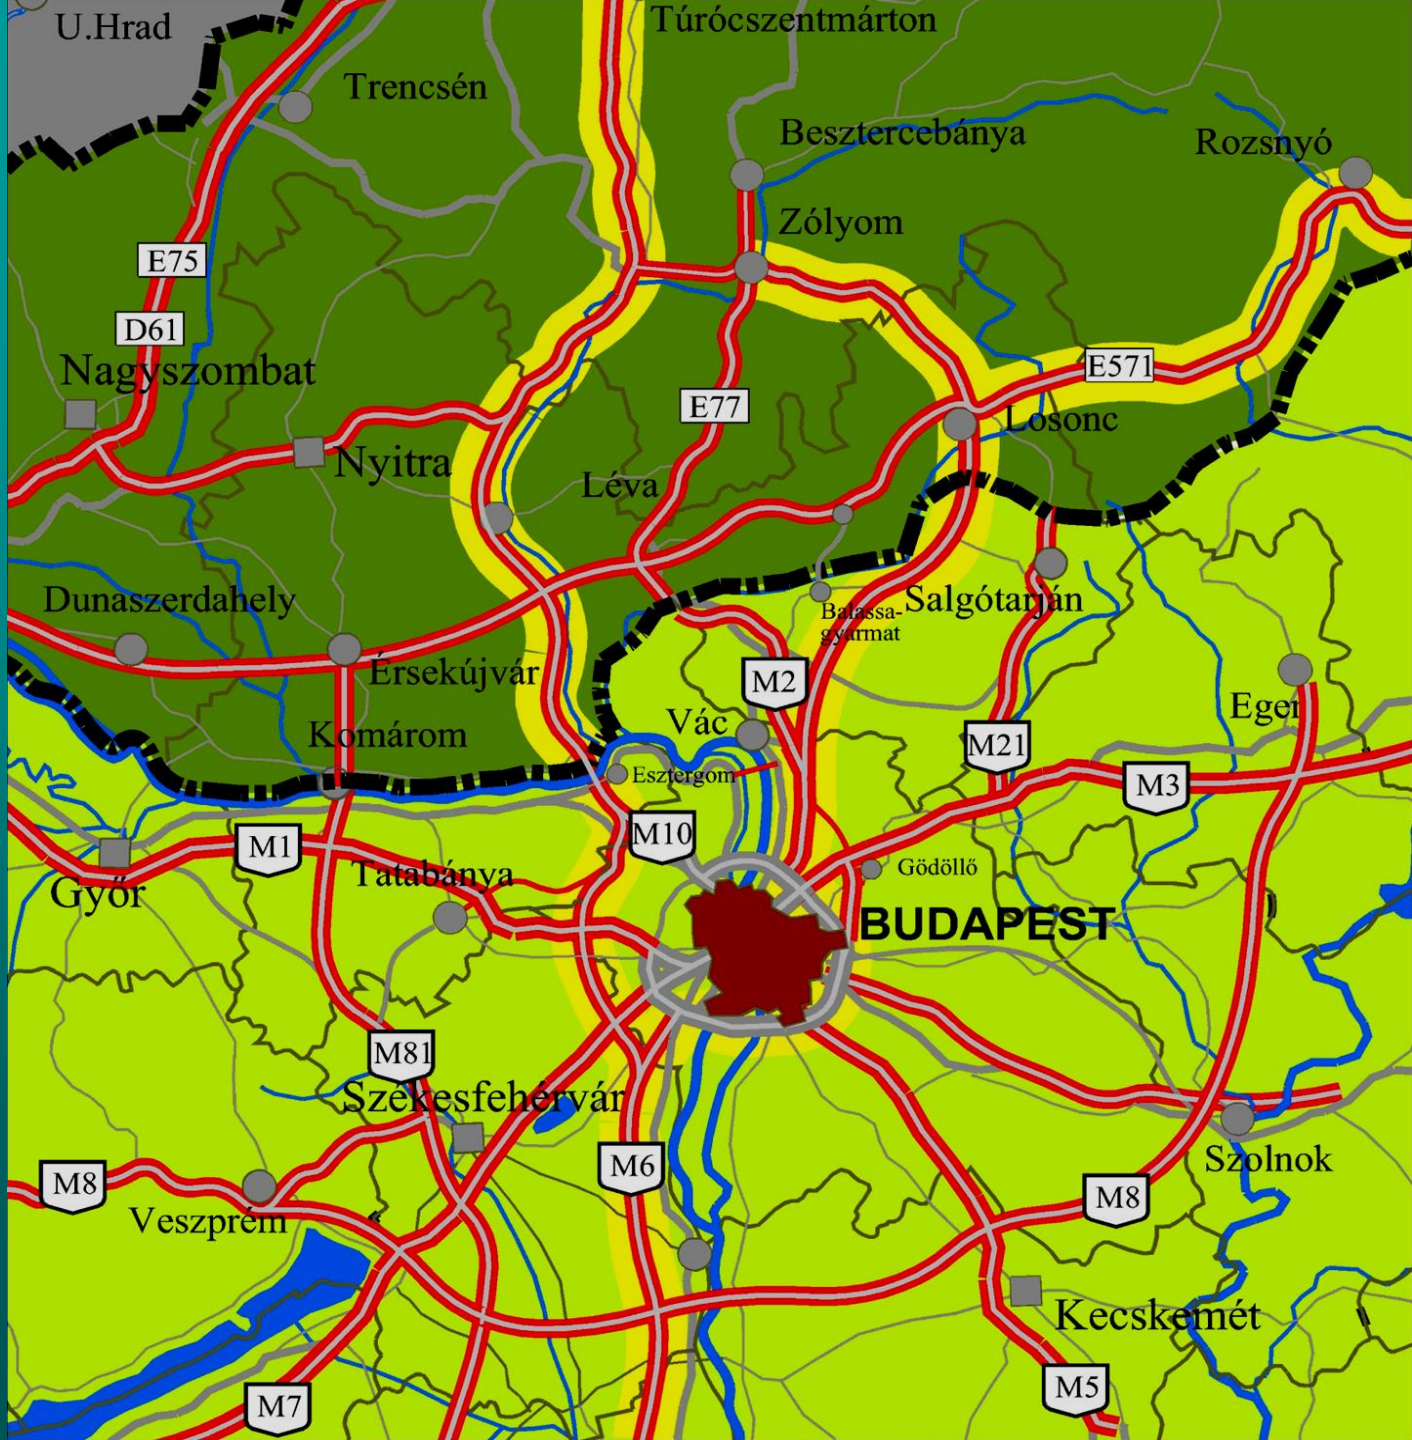 U.Hrad
Túrócszentmárton
Trencsén
Besztercebánya
Rozsnyó
Zólyom
E75
D61
Nagyszombat
E571
E77
Losonc
Nyitra
Léva
Dunaszerdahely
Balassa-
gyarmat
Salgótarján
Érsekújvár
M2
Eger
Vác
Komárom
M21
Esztergom
M3
M10
M1
Gödöllő
Tatabánya
Győr
BUDAPEST
M81
Székesfehérvár
Szolnok
M6
M8
M8
Veszprém
Kecskemét
M5
M7